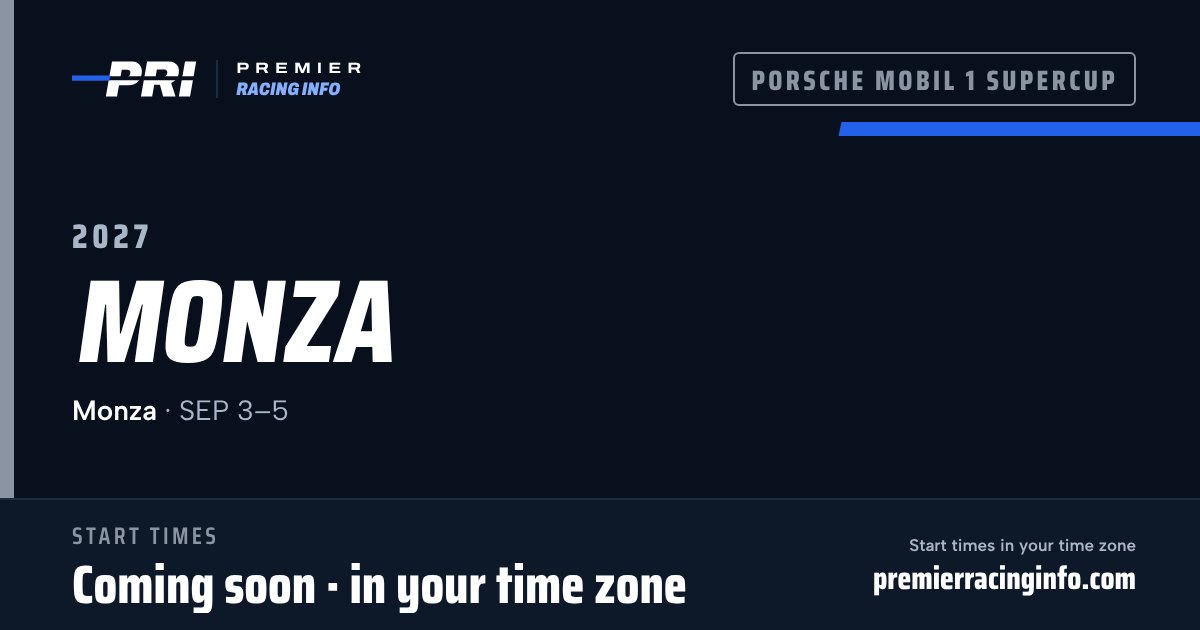 PRI PREMIER
RACING INFO
PORSCHE MOBIL 1 SUPERCUP
2027
MONZA
Monza · SEP 3–5
START TIMES
Coming soon · in your time zone
Start times in your time zone
premierracinginfo.com